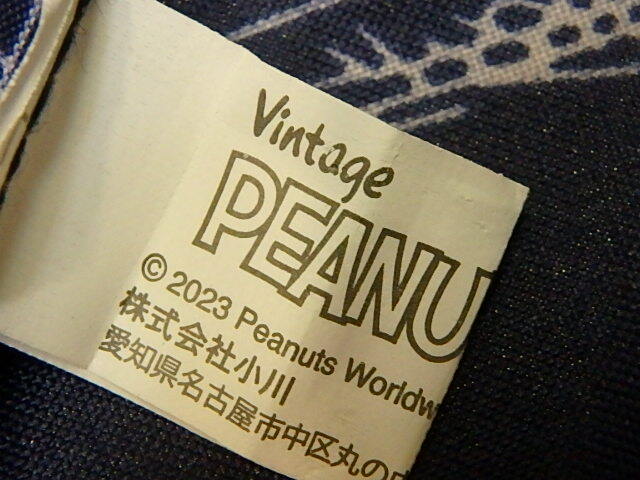 Vintage
PEANU
© 2023 Peanuts Worldw
株式会社小川
愛知県名古屋市中区丸の内